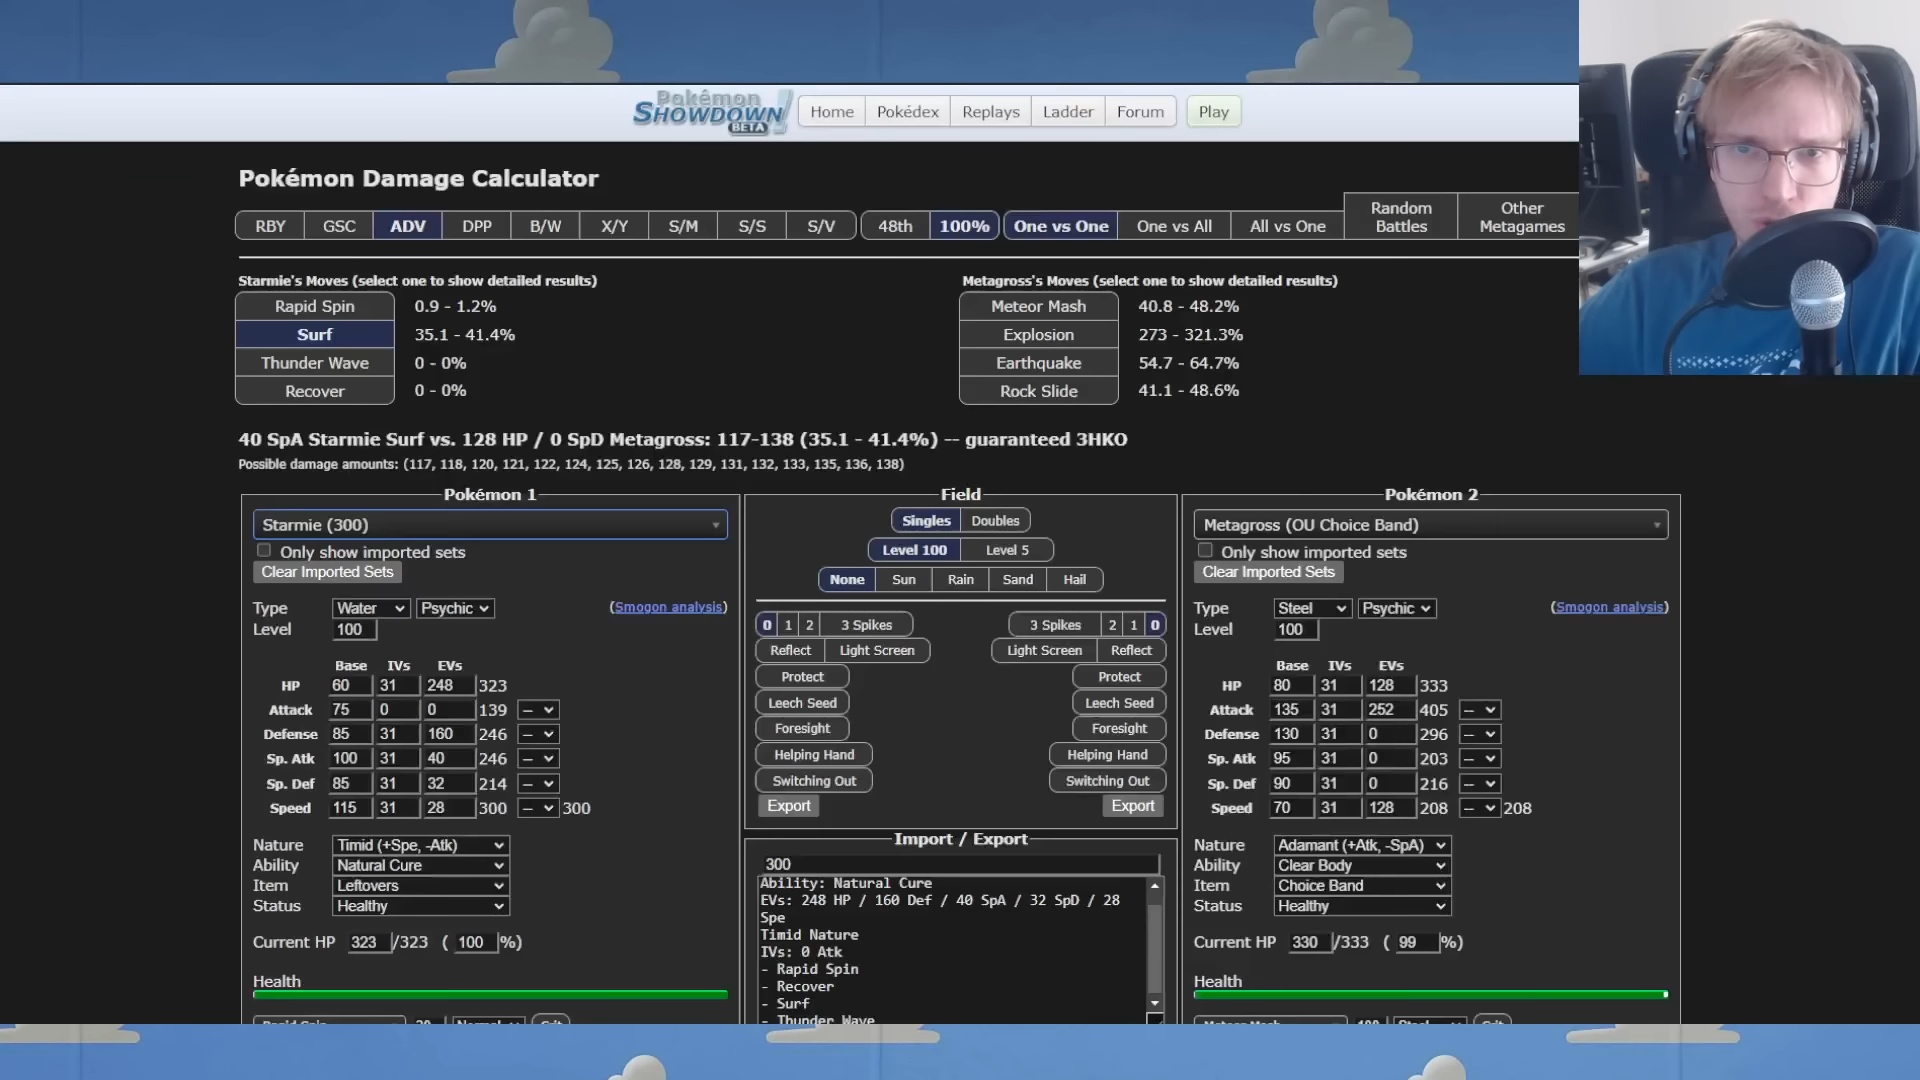 Pokémon
SHOWDOWN!
BETA
Home Pokédex Replays Ladder Forum Play
Pokémon Damage Calculator
RBY GSC ADV DPP B/W X/Y S/M S/S S/V 48th 100% One vs One One vs All All vs One Random Battles Other Metagames
Starmie's Moves (select one to show detailed results)
Rapid Spin 0.9 - 1.2%
Surf 35.1 - 41.4%
Thunder Wave 0 - 0%
Recover 0 - 0%
Metagross's Moves (select one to show detailed results)
Meteor Mash 40.8 - 48.2%
Explosion 273 - 321.3%
Earthquake 54.7 - 64.7%
Rock Slide 41.1 - 48.6%
40 SpA Starmie Surf vs. 128 HP / 0 SpD Metagross: 117-138 (35.1 - 41.4%) -- guaranteed 3HKO
Possible damage amounts: (117, 118, 120, 121, 122, 124, 125, 126, 128, 129, 131, 132, 133, 135, 136, 138)
Pokémon 1
Starmie (300)
Only show imported sets
Clear Imported Sets
Type Water Psychic (Smogon analysis)
Level 100
Base IVs EVs
HP 60 31 248 323
Attack 75 0 0 139 --
Defense 85 31 160 246 --
Sp. Atk 100 31 40 246 --
Sp. Def 85 31 32 214 --
Speed 115 31 28 300 -- 300
Nature Timid (+Spe, -Atk)
Ability Natural Cure
Item Leftovers
Status Healthy
Current HP 323/323 ( 100 %)
Health
Rapid Spin 20 Normal Crit
Field
Singles Doubles
Level 100 Level 5
None Sun Rain Sand Hail
0 1 2 3 Spikes 3 Spikes 2 1 0
Reflect Light Screen Light Screen Reflect
Protect Protect
Leech Seed Leech Seed
Foresight Foresight
Helping Hand Helping Hand
Switching Out Switching Out
Export Export
Import / Export
300
Ability: Natural Cure
EVs: 248 HP / 160 Def / 40 SpA / 32 SpD / 28
Spe
Timid Nature
IVs: 0 Atk
- Rapid Spin
- Recover
- Surf
- Thunder Wave
Pokémon 2
Metagross (OU Choice Band)
Only show imported sets
Clear Imported Sets
Type Steel Psychic (Smogon analysis)
Level 100
Base IVs EVs
HP 80 31 128 333
Attack 135 31 252 405 --
Defense 130 31 0 296 --
Sp. Atk 95 31 0 203 --
Sp. Def 90 31 0 216 --
Speed 70 31 128 208 -- 208
Nature Adamant (+Atk, -SpA)
Ability Clear Body
Item Choice Band
Status Healthy
Current HP 330/333 ( 99 %)
Health
Meteor Mash 100 Steel Crit